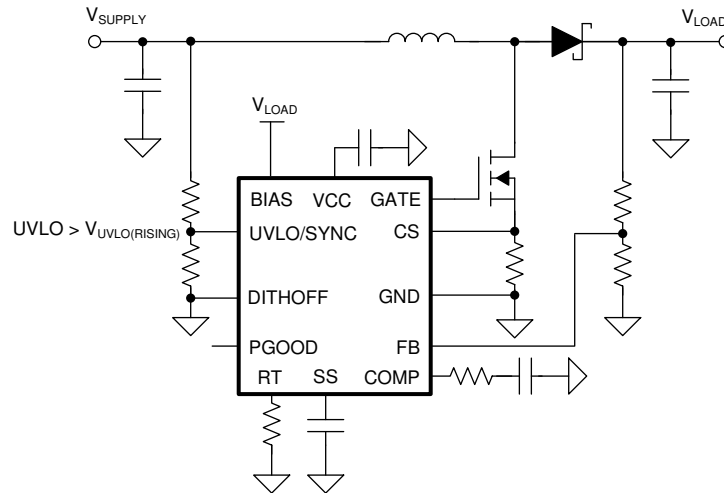 VSUPPLY
VLOAD
VLOAD
BIAS VCC GATE
UVLO > VUVLO(RISING)
UVLO/SYNC CS
DITHOFF GND
PGOOD FB
RT SS COMP